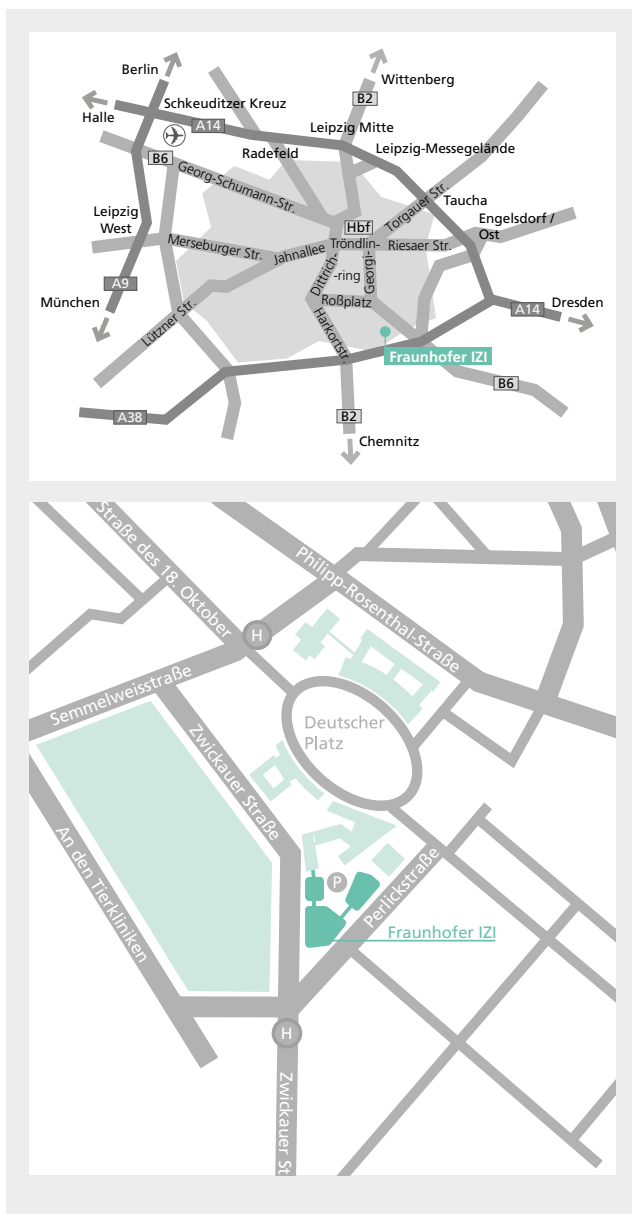 Berlin
Halle
Schkeuditzer Kreuz
A14
B2
Wittenberg
Leipzig Mitte
Leipzig-Messegelände
Radefeld
B6
Georg-Schumann-Str.
Torgauer Str.
Taucha
Engelsdorf /
Ost
Leipzig
West
Hbf
Tröndlin-
Riesaer Str.
Merseburger Str.
Jahnallee
Dittrich-
-ring
Georgi-
Roßplatz
A9
München
Lützner Str.
Harkortstr.
A14
Dresden
Fraunhofer IZI
B6
A38
B2
Chemnitz
Straße des 18. Oktober
Philipp-Rosenthal-Straße
H
Semmelweisstraße
Deutscher
Platz
Zwickauer Straße
An den Tierkliniken
P
Perlickstraße
Fraunhofer IZI
H
Zwickauer St